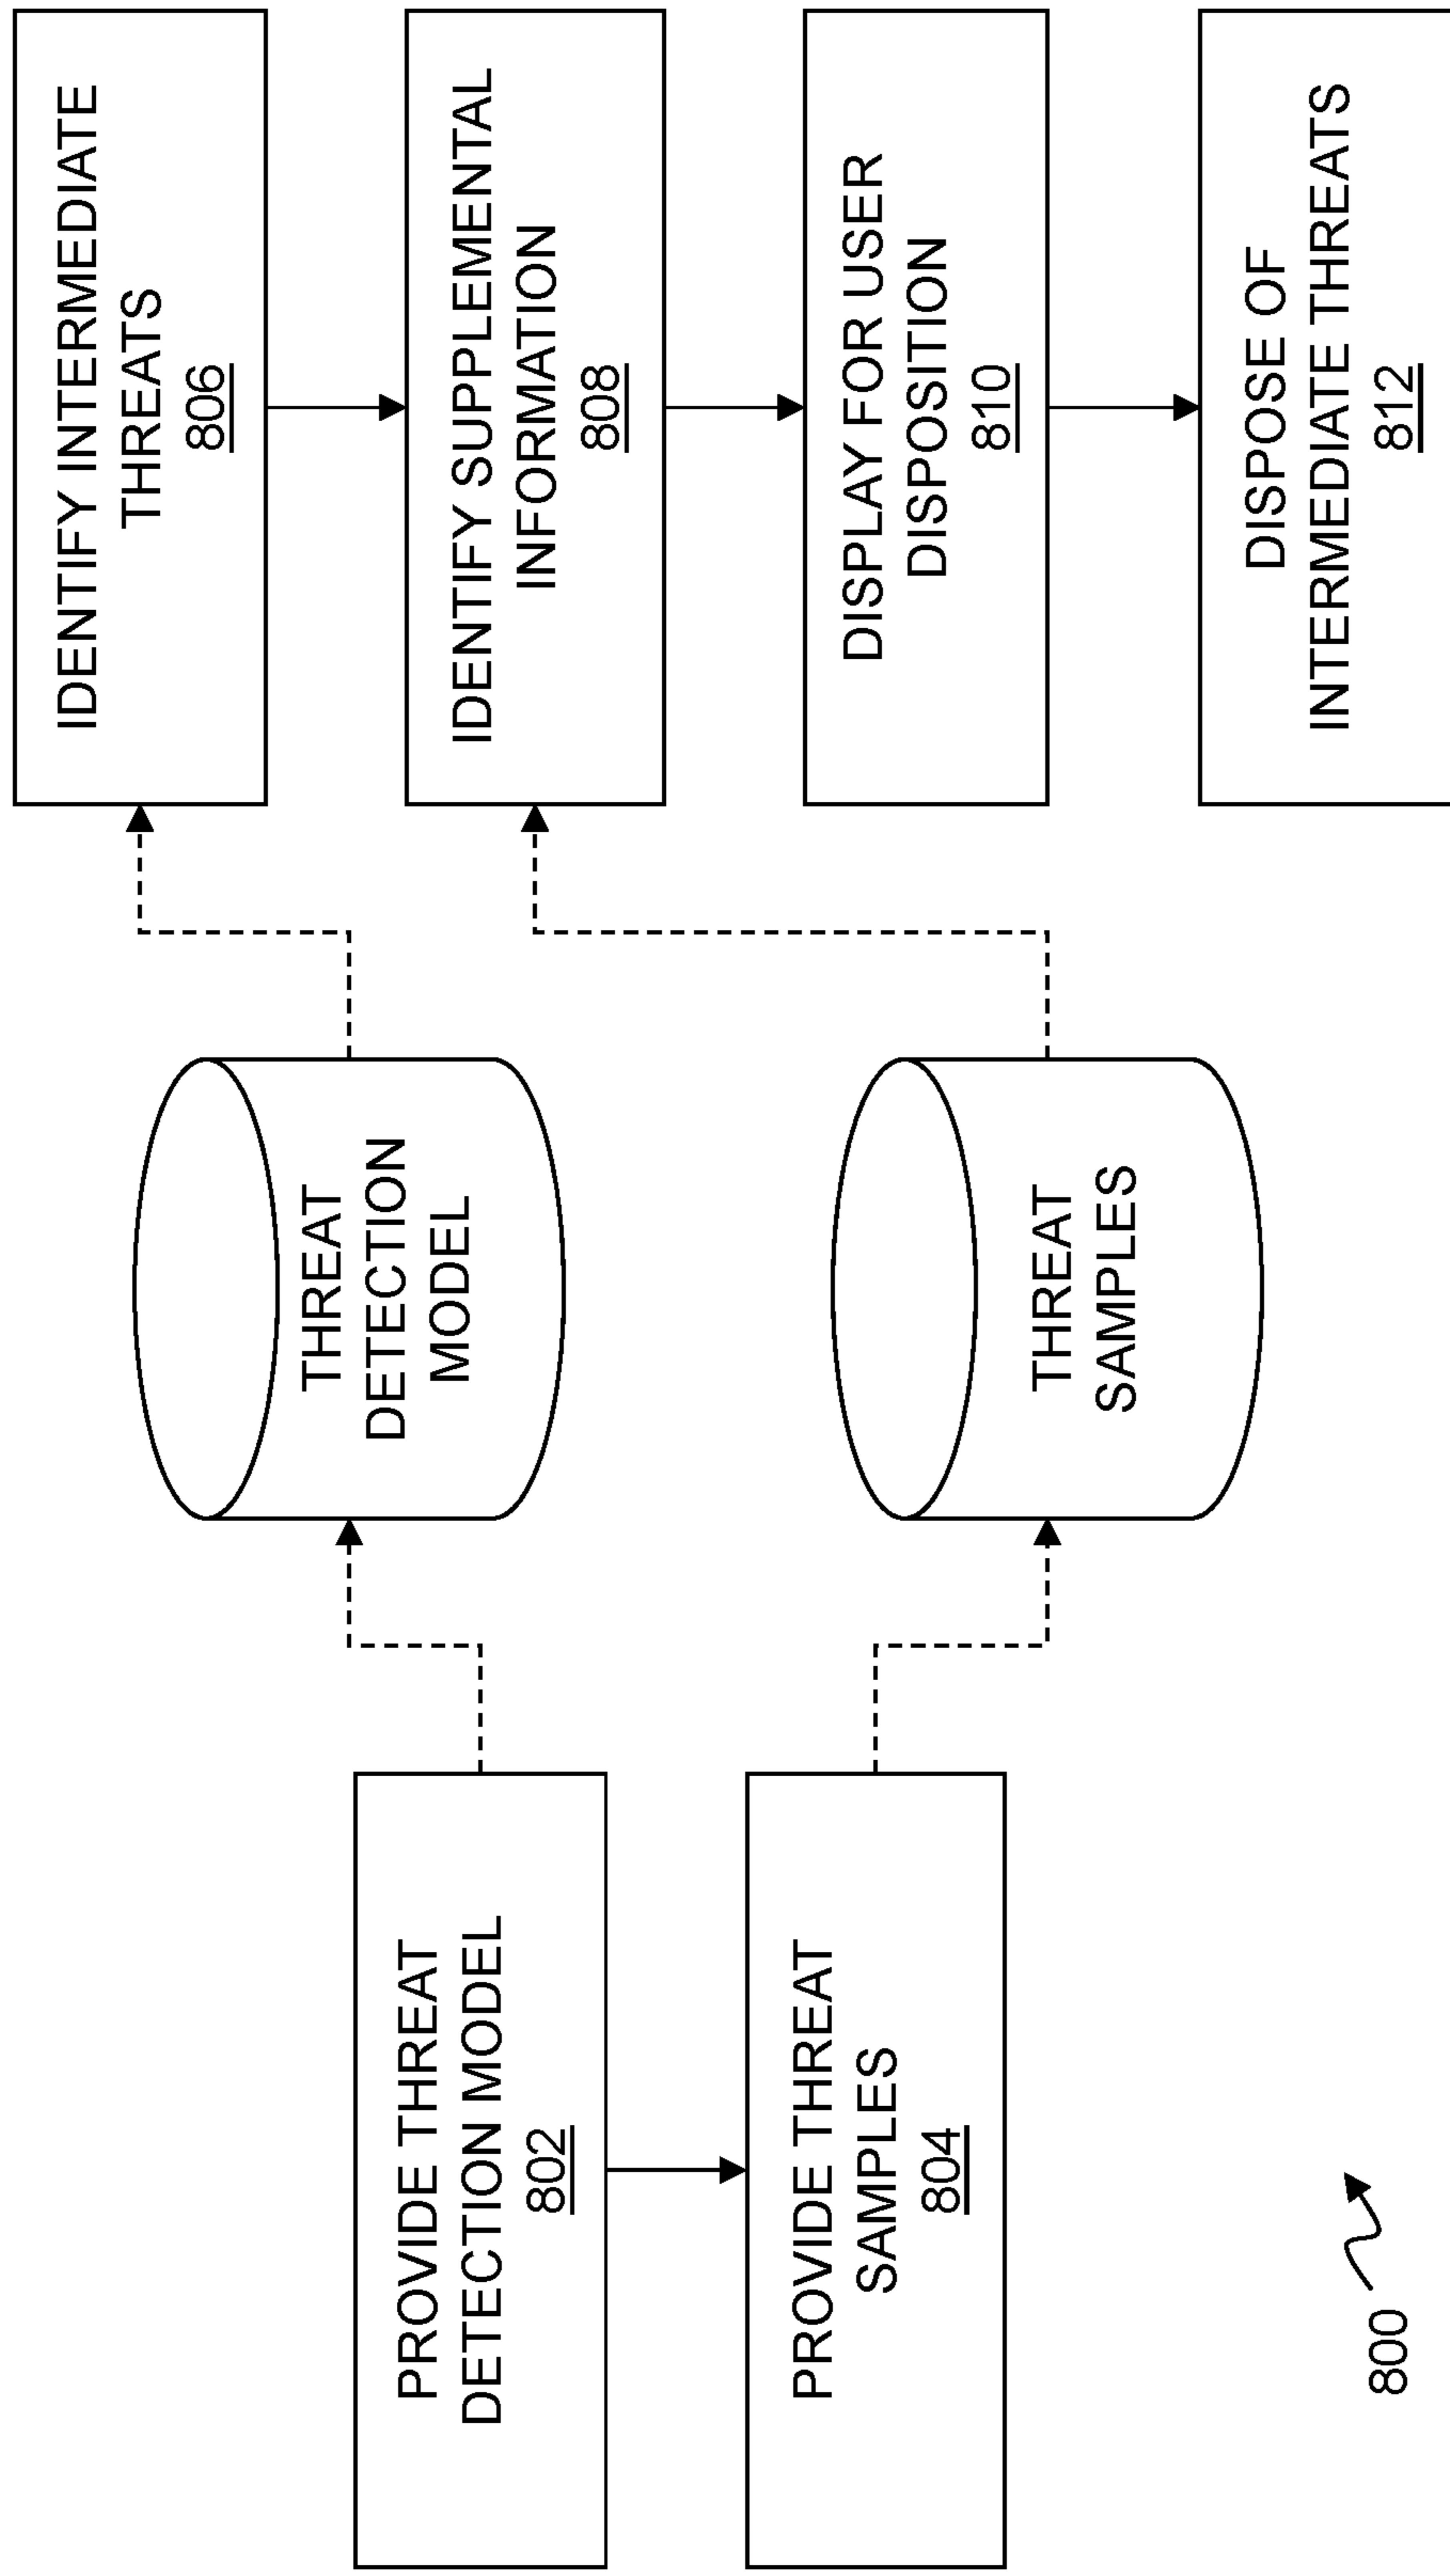 PROVIDE THREAT
DETECTION MODEL
802
PROVIDE THREAT
SAMPLES
804
THREAT
DETECTION
MODEL
THREAT
SAMPLES
IDENTIFY INTERMEDIATE
THREATS
806
IDENTIFY SUPPLEMENTAL
INFORMATION
808
DISPLAY FOR USER
DISPOSITION
810
DISPOSE OF
INTERMEDIATE THREATS
812
800